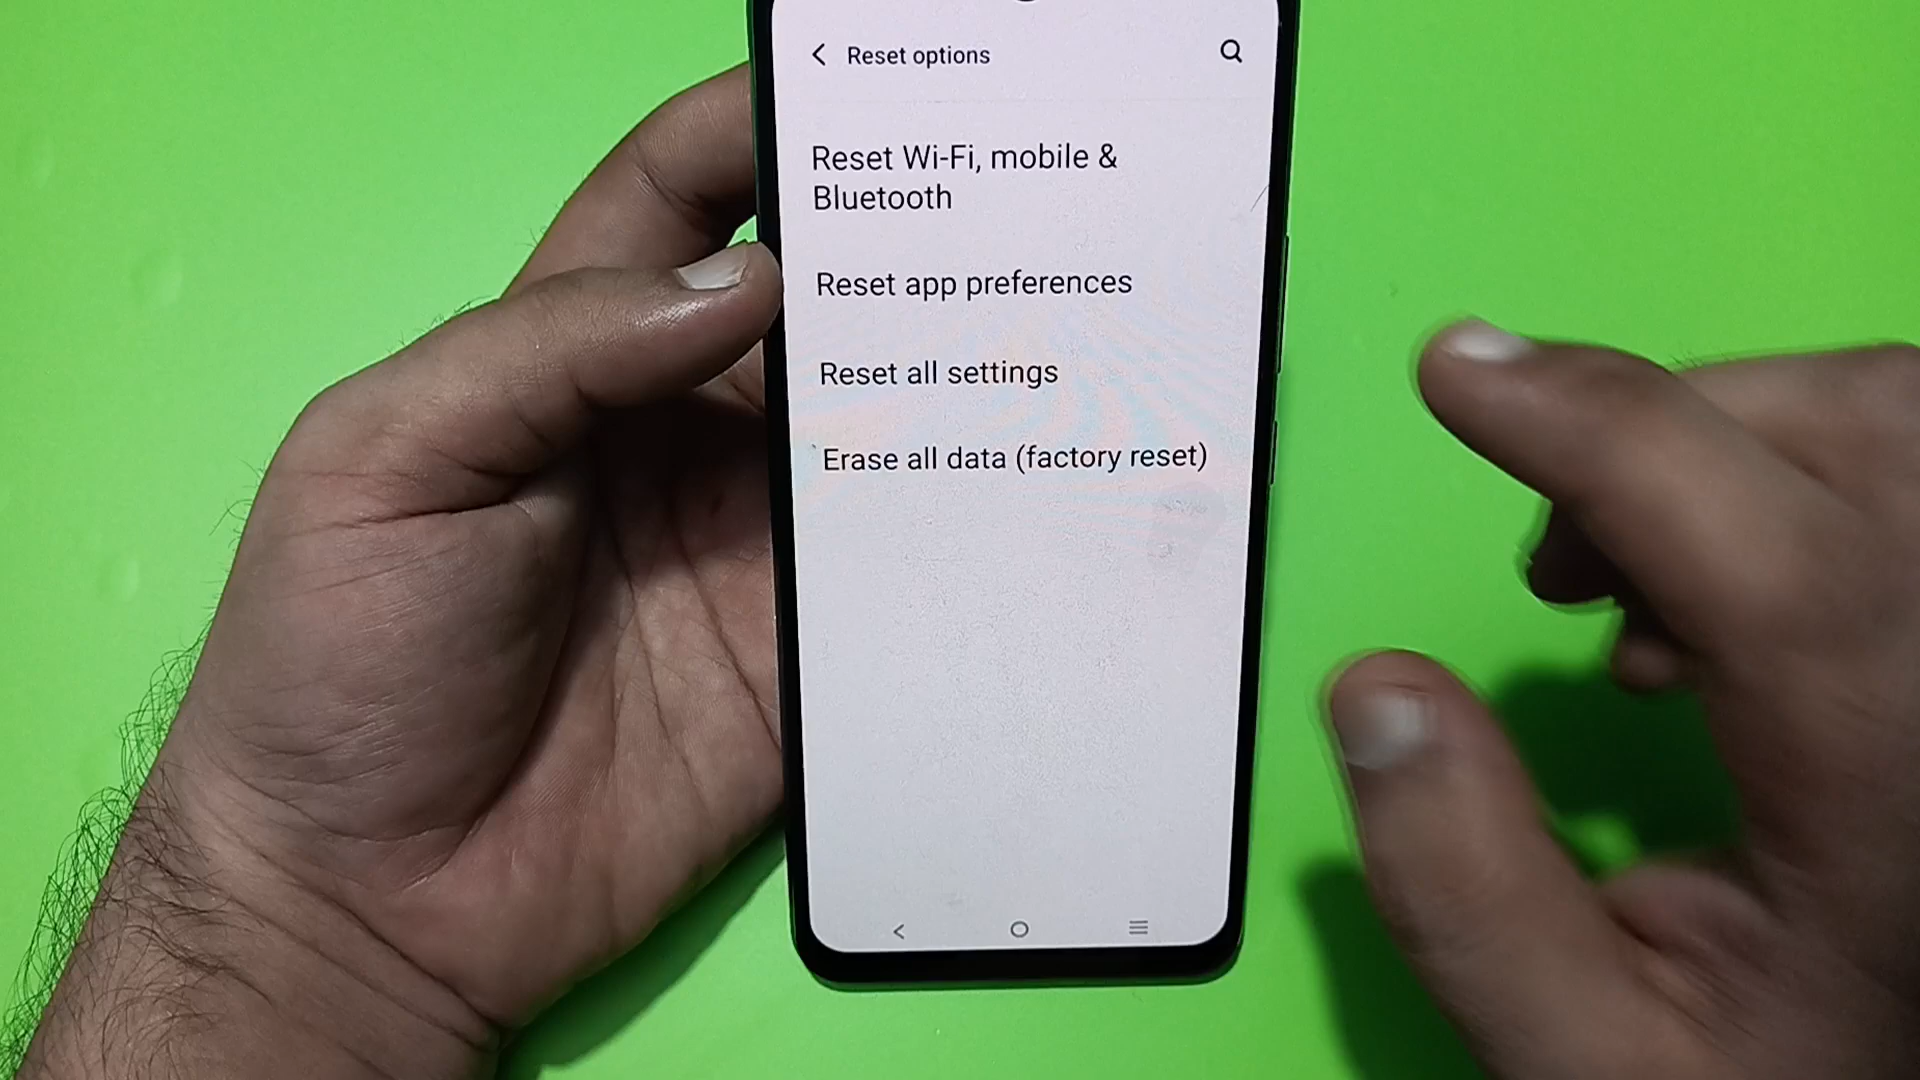 Reset options
Reset Wi-Fi, mobile &
Bluetooth
Reset app preferences
Reset all settings
Erase all data (factory reset)